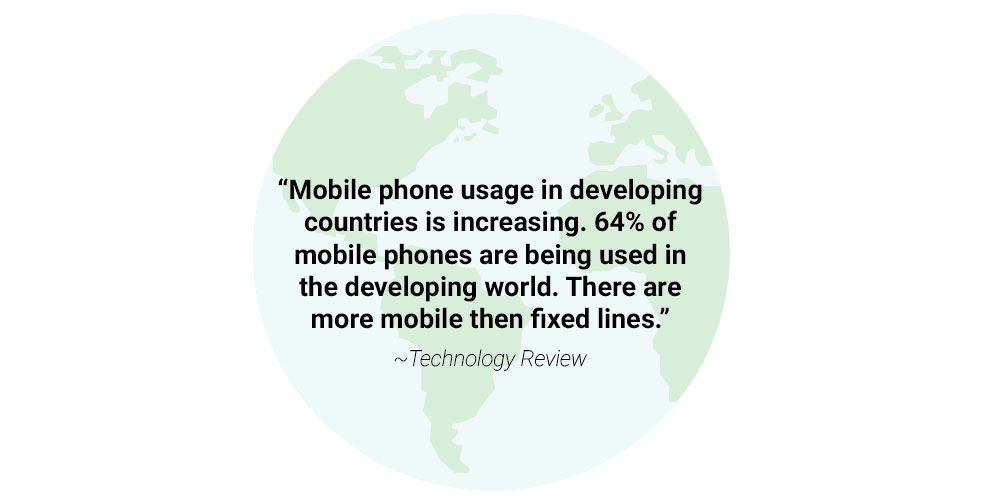 “Mobile phone usage in developing
countries is increasing. 64% of
mobile phones are being used in
the developing world. There are
more mobile then fixed lines.”
~Technology Review